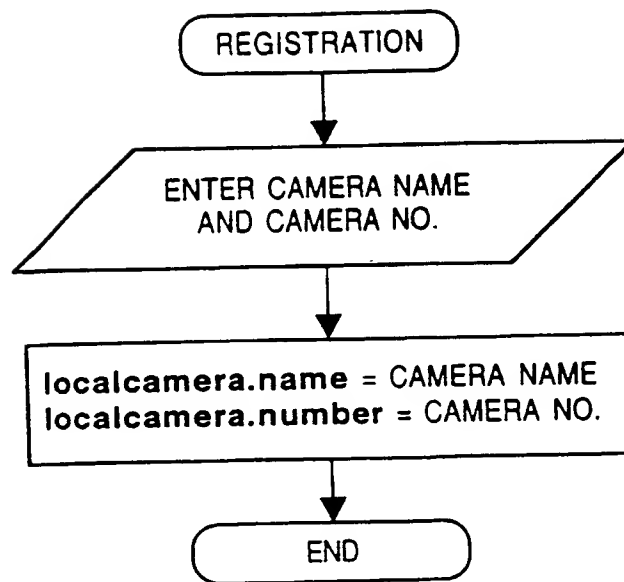 REGISTRATION
ENTER CAMERA NAME
AND CAMERA NO.
localcamera.name = CAMERA NAME
localcamera.number = CAMERA NO.
END